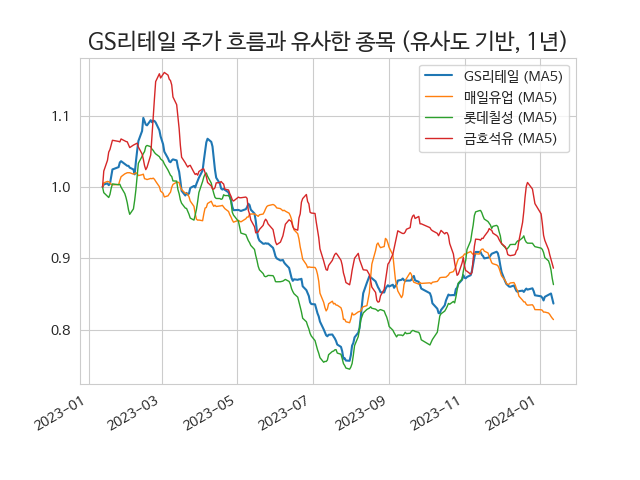 GS리테일 주가 흐름과 유사한 종목 (유사도 기반, 1년)
GS리테일 (MA5)
매일유업 (MA5)
롯데칠성 (MA5)
금호석유 (MA5)
1.1
1.0
0.9
0.8
2023-01
2023-03
2023-05
2023-07
2023-09
2023-11
2024-01